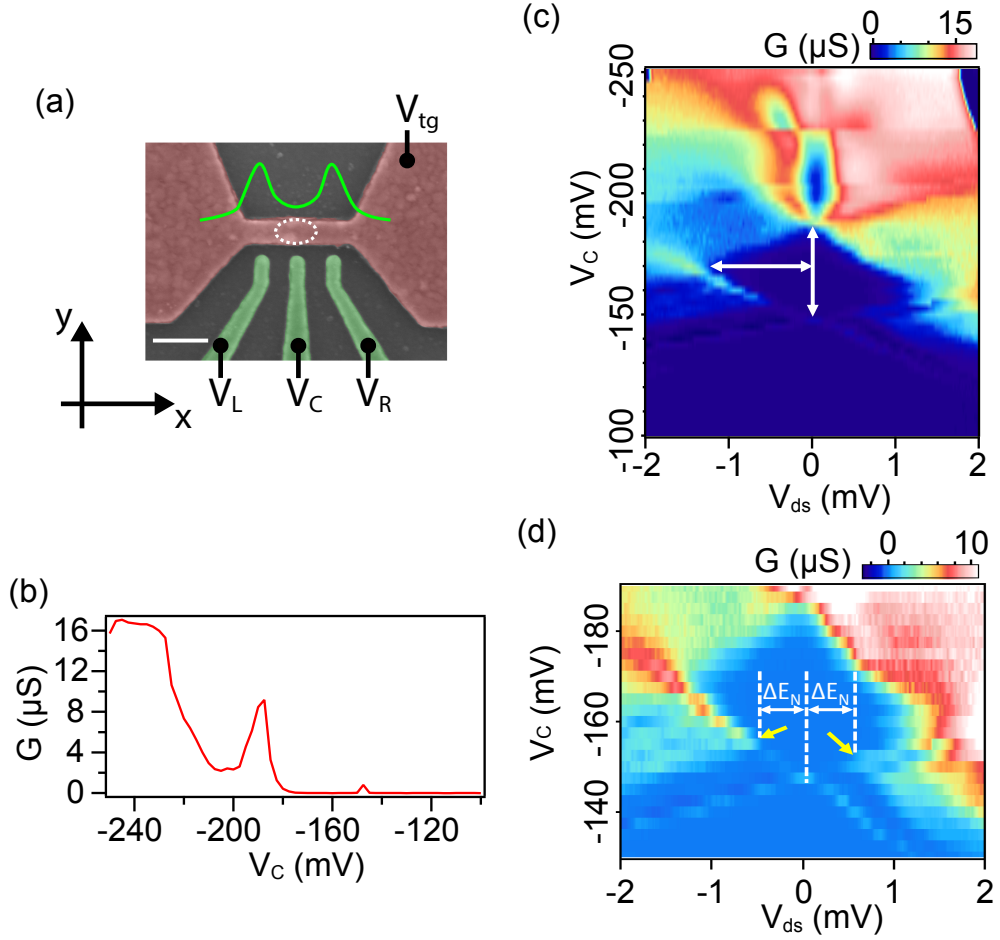 (a)
V_tg
y
x
V_L
V_C
V_R
(b)
G (µS)
16
12
8
4
0
-240
-200
-160
-120
V_C (mV)
(c)
G (µS)
0
15
V_C (mV)
-250
-200
-150
-100
-2
-1
0
1
2
V_ds (mV)
(d)
G (µS)
0
10
V_C (mV)
-180
-160
-140
ΔE_N
ΔE_N
-2
-1
0
1
2
V_ds (mV)